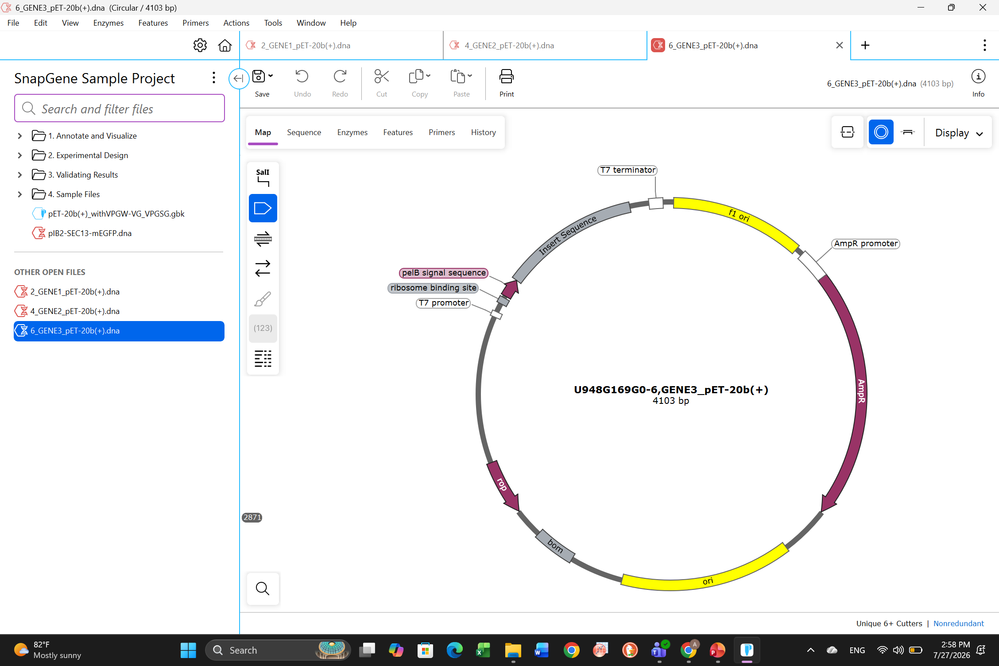 6_GENE3_pET-20b(+).dna  (Circular / 4103 bp)
File Edit View Enzymes Features Primers Actions Tools Window Help
2_GENE1_pET-20b(+).dna
4_GENE2_pET-20b(+).dna
6_GENE3_pET-20b(+).dna
SnapGene Sample Project
Search and filter files
1. Annotate and Visualize
2. Experimental Design
3. Validating Results
4. Sample Files
pET-20b(+)_withVPGW-VG_VPGSG.gbk
pIB2-SEC13-mEGFP.dna
OTHER OPEN FILES
2_GENE1_pET-20b(+).dna
4_GENE2_pET-20b(+).dna
6_GENE3_pET-20b(+).dna
Save Undo Redo Cut Copy Paste Print
6_GENE3_pET-20b(+).dna (4103 bp)
Info
Map Sequence Enzymes Features Primers History
Display
SalI
(123)
2871
T7 terminator
f1 ori
Insert Sequence
AmpR promoter
pelB signal sequence
ribosome binding site
T7 promoter
AmpR
U948G169G0-6,GENE3_pET-20b(+)
4103 bp
rop
bom
ori
Unique 6+ Cutters | Nonredundant
82°F
Mostly sunny
Search
ENG
2:58 PM
7/27/2026